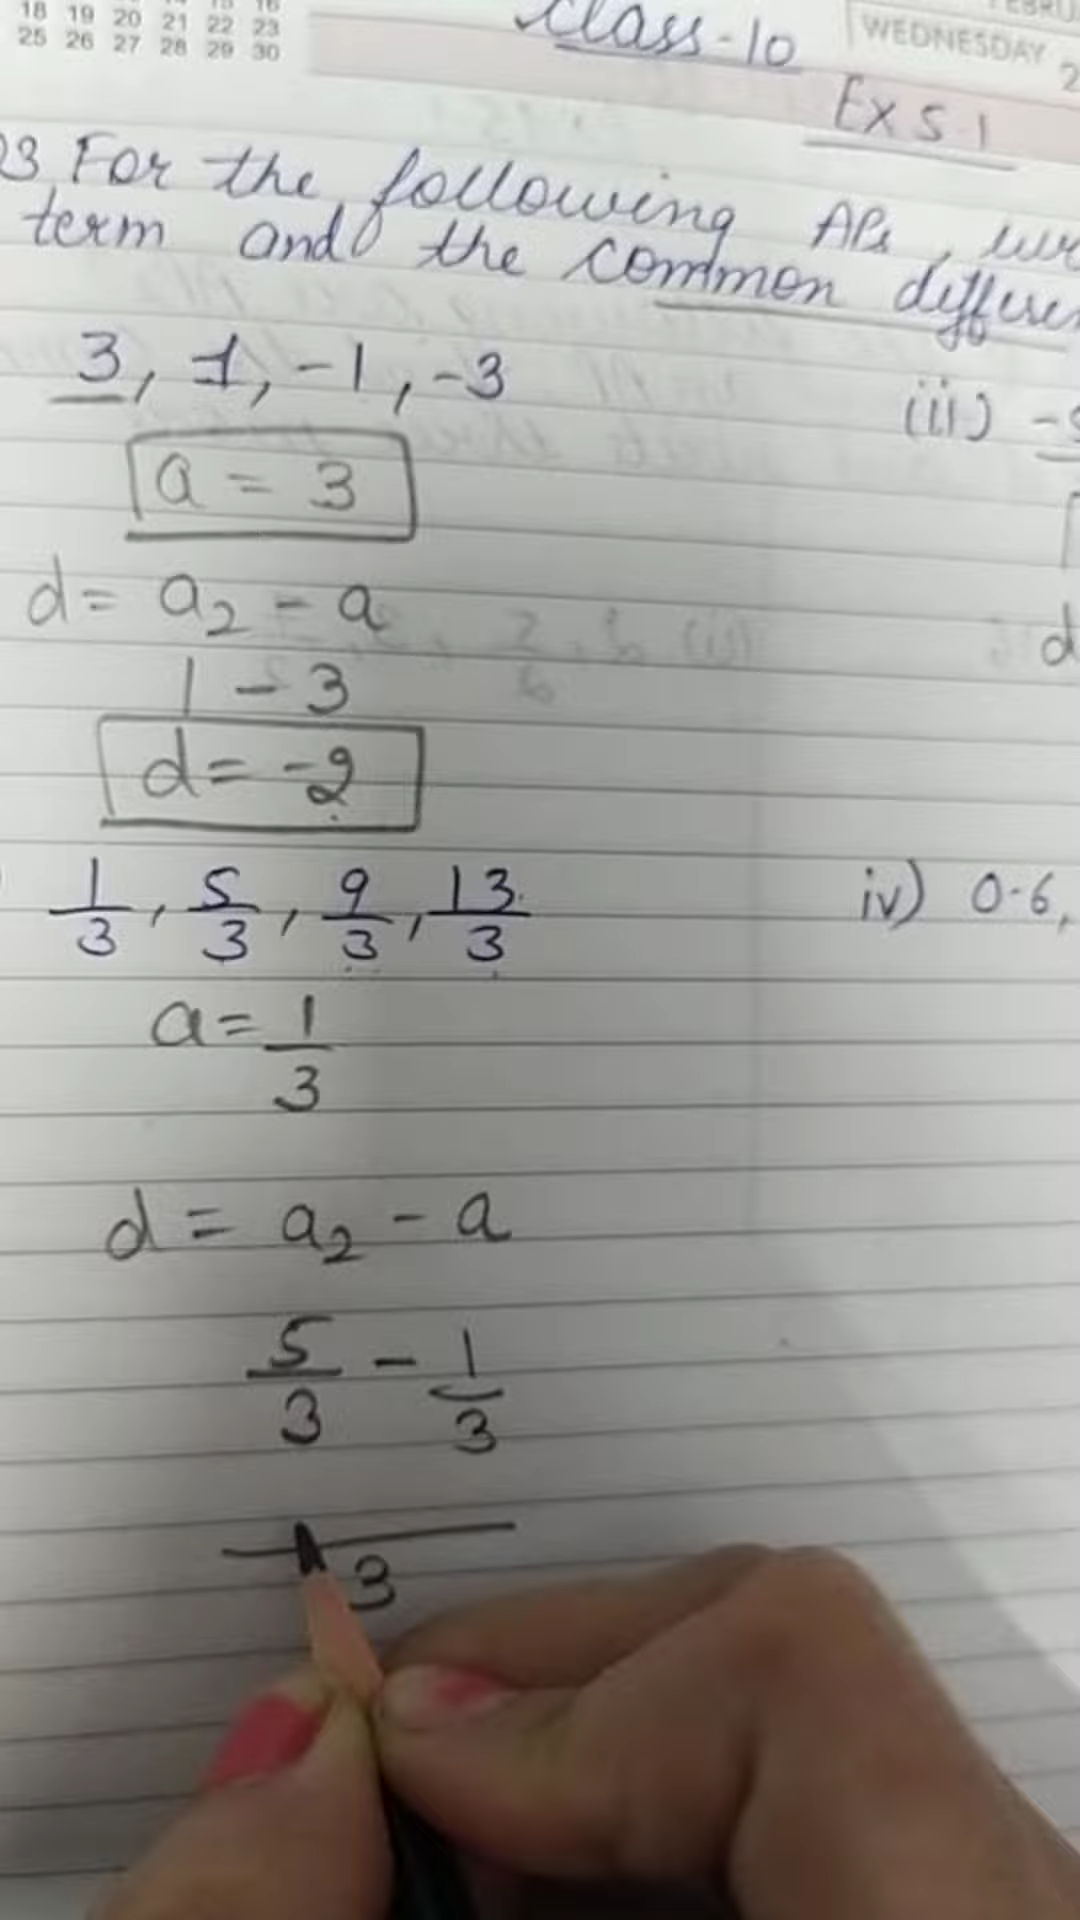 18 19 20 21 22 23
25 26 27 28 29 30
WEDNESDAY
Class-10
Ex 5.1
Q3 For the following APs,
term and the common
3, 1, -1, -3
(ii)
a = 3
d = a2 - a
1 - 3
d = -2
d
1/3, 5/3, 9/3, 13/3
iv) 0.6,
a = 1/3
d = a2 - a
5/3 - 1/3
3